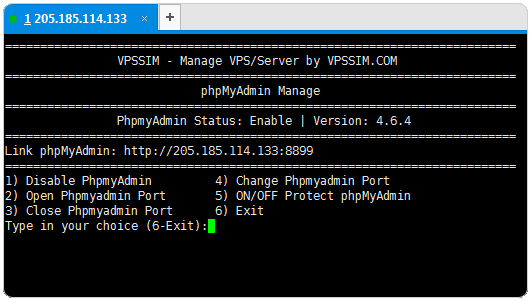 1 205.185.114.133 × +
================================================================================
VPSSIM - Manage VPS/Server by VPSSIM.COM
================================================================================
phpMyAdmin Manage
================================================================================
PhpmyAdmin Status: Enable | Version: 4.6.4
================================================================================
Link phpMyAdmin: http://205.185.114.133:8899
================================================================================
1) Disable PhpmyAdmin 4) Change Phpmyadmin Port
2) Open Phpmyadmin Port 5) ON/OFF Protect phpMyAdmin
3) Close Phpmyadmin Port 6) Exit
Type in your choice (6-Exit):